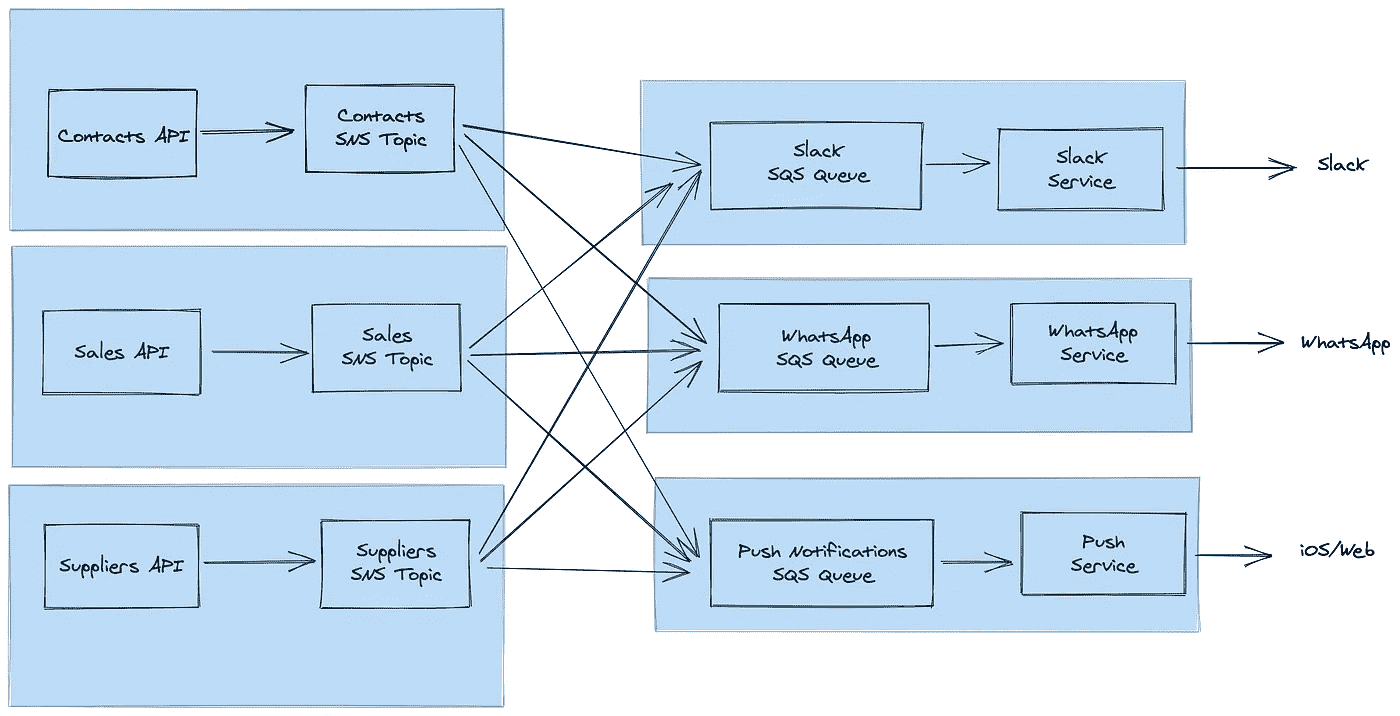 Contacts API
Contacts
SNS Topic
Slack
SQS Queue
Slack
Service
Slack
Sales API
Sales
SNS Topic
WhatsApp
SQS Queue
WhatsApp
Service
WhatsApp
Suppliers API
Suppliers
SNS Topic
Push Notifications
SQS Queue
Push
Service
iOS/Web